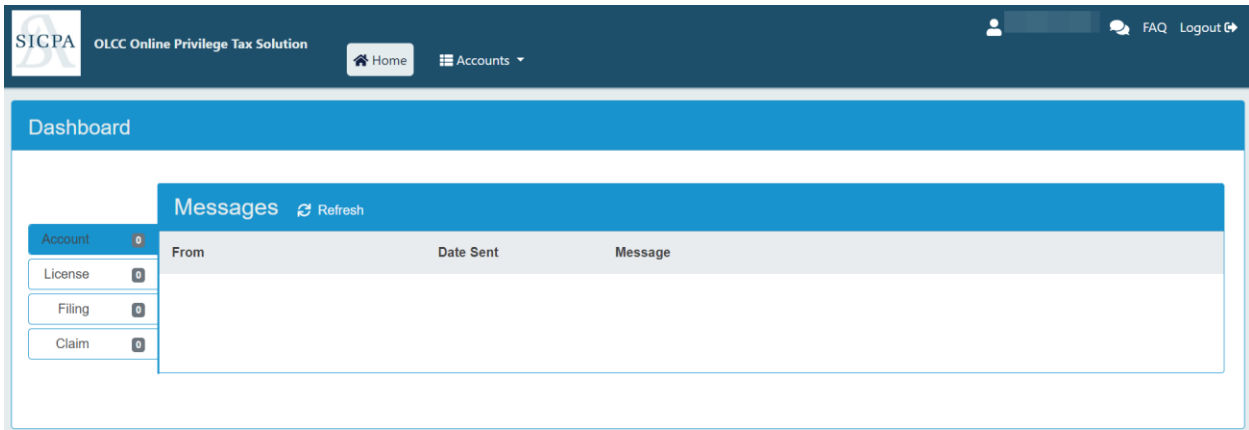 SICPA
OLCC Online Privilege Tax Solution
Home
Accounts
FAQ
Logout
Dashboard
Messages Refresh
Account 0
License 0
Filing 0
Claim 0
From Date Sent Message